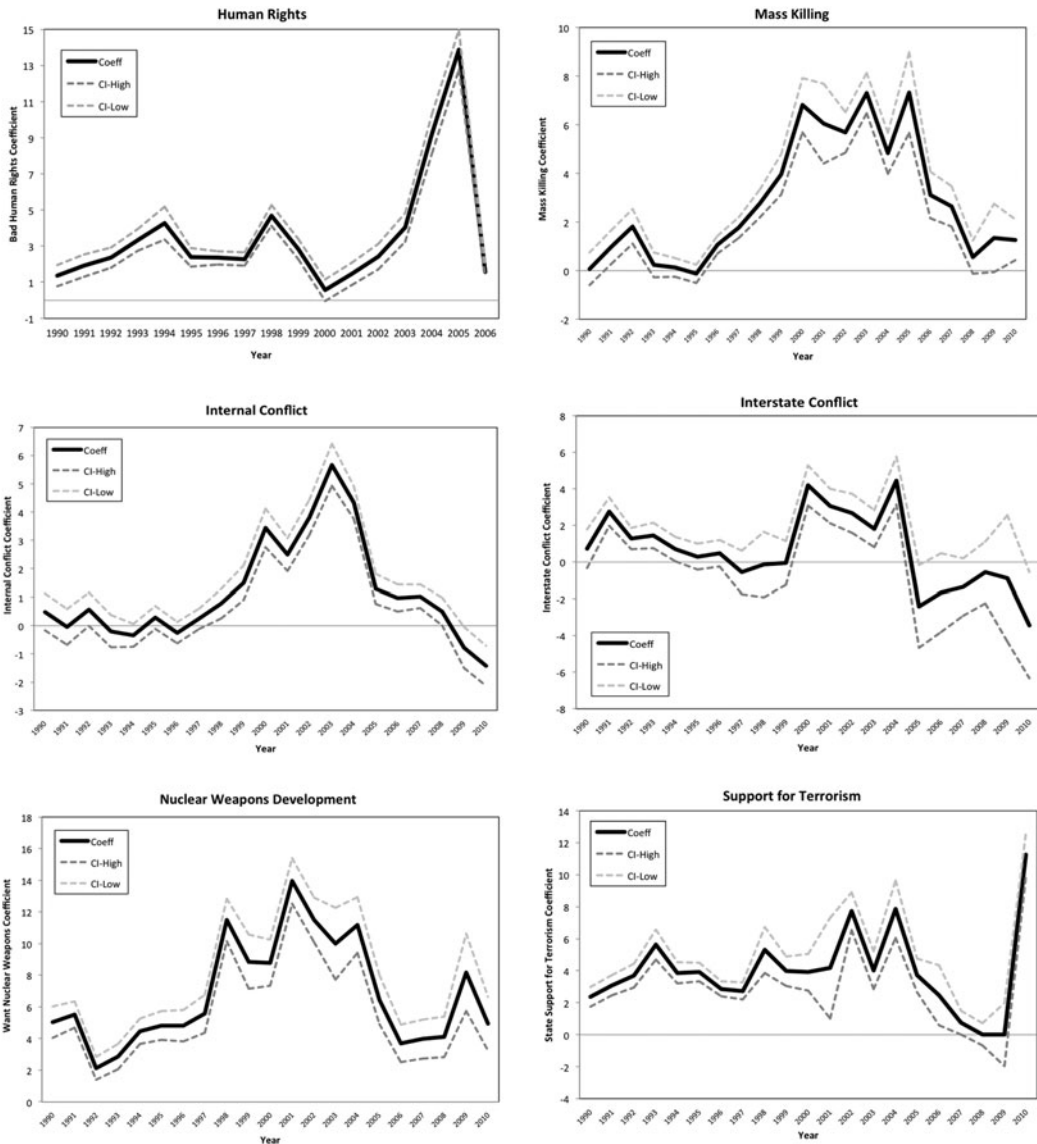 Human Rights
15
13
11
9
7
5
3
1
-1
Bad Human Rights Coefficient
Coeff
CI-High
CI-Low
1990 1991 1992 1993 1994 1995 1996 1997 1998 1999 2000 2001 2002 2003 2004 2005 2006
Year
Mass Killing
10
8
6
4
2
0
-2
Mass Killing Coefficient
Coeff
CI-High
CI-Low
1990 1991 1992 1993 1994 1995 1996 1997 1998 1999 2000 2001 2002 2003 2004 2005 2006 2007 2008 2009 2010
Year
Internal Conflict
7
6
5
4
3
2
1
0
-1
-2
-3
Internal Conflict Coefficient
Coeff
CI-High
CI-Low
1990 1991 1992 1993 1994 1995 1996 1997 1998 1999 2000 2001 2002 2003 2004 2005 2006 2007 2008 2009 2010
Year
Interstate Conflict
8
6
4
2
0
-2
-4
-6
-8
Interstate Conflict Coefficient
Coeff
CI-High
CI-Low
1990 1991 1992 1993 1994 1995 1996 1997 1998 1999 2000 2001 2002 2003 2004 2005 2006 2007 2008 2009 2010
Year
Nuclear Weapons Development
18
16
14
12
10
8
6
4
2
0
Want Nuclear Weapons Coefficient
Coeff
CI-High
CI-Low
1990 1991 1992 1993 1994 1995 1996 1997 1998 1999 2000 2001 2002 2003 2004 2005 2006 2007 2008 2009 2010
Year
Support for Terrorism
14
12
10
8
6
4
2
0
-2
-4
State Support for Terrorism Coefficient
Coeff
CI-High
CI-Low
1990 1991 1992 1993 1994 1995 1996 1997 1998 1999 2000 2001 2002 2003 2004 2005 2006 2007 2008 2009 2010
Year